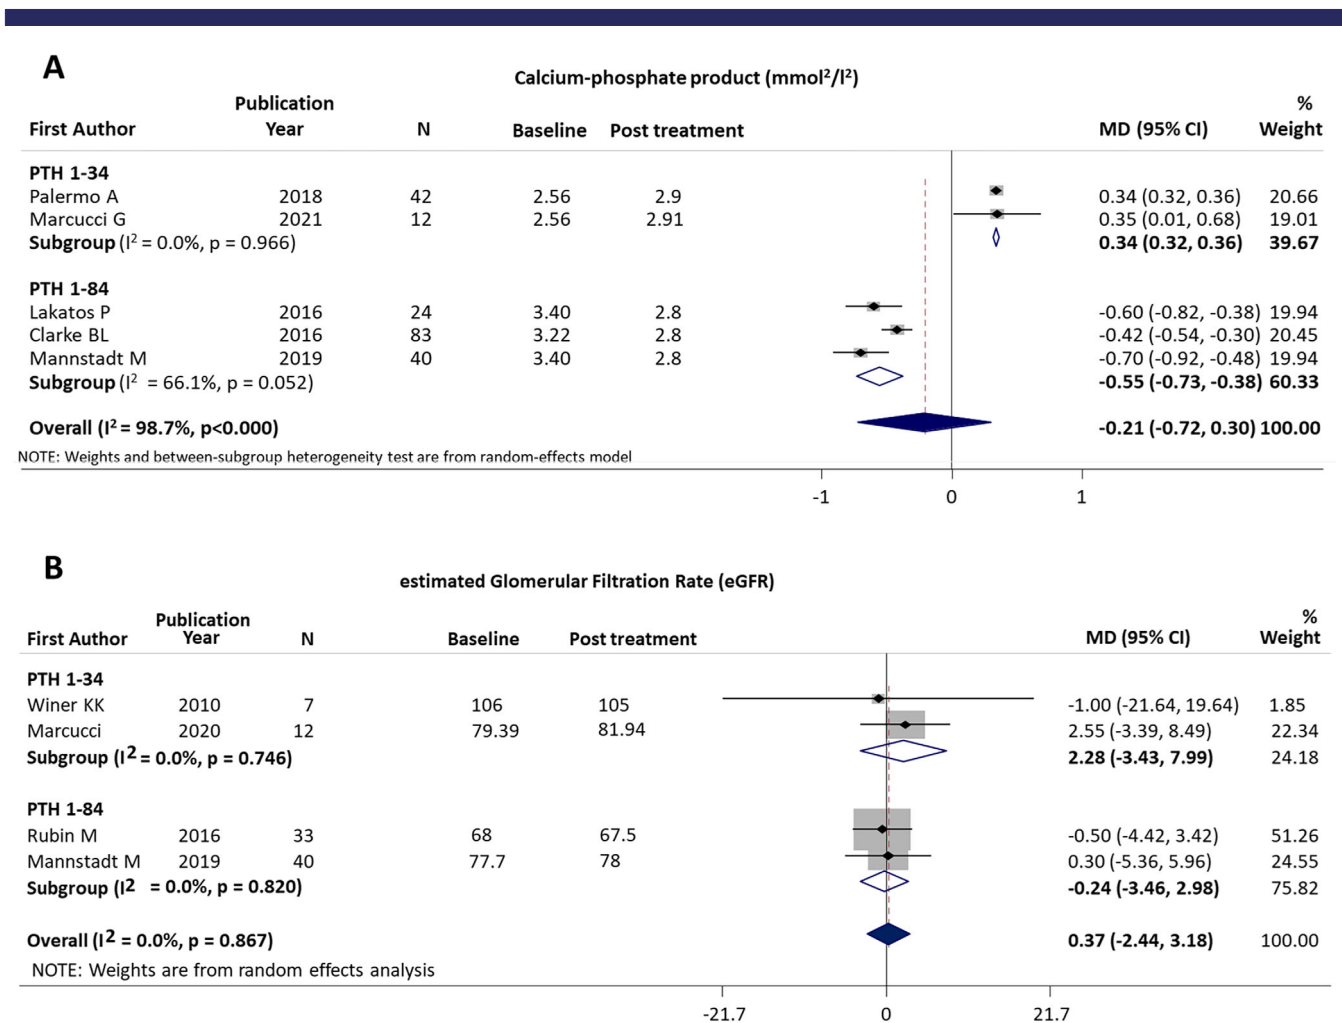 A
Calcium-phosphate product (mmol²/l²)
Publication %
First Author Year N Baseline Post treatment MD (95% CI) Weight
PTH 1-34
Palermo A 2018 42 2.56 2.9 0.34 (0.32, 0.36) 20.66
Marcucci G 2021 12 2.56 2.91 0.35 (0.01, 0.68) 19.01
Subgroup (I² = 0.0%, p = 0.966) 0.34 (0.32, 0.36) 39.67
PTH 1-84
Lakatos P 2016 24 3.40 2.8 -0.60 (-0.82, -0.38) 19.94
Clarke BL 2016 83 3.22 2.8 -0.42 (-0.54, -0.30) 20.45
Mannstadt M 2019 40 3.40 2.8 -0.70 (-0.92, -0.48) 19.94
Subgroup (I² = 66.1%, p = 0.052) -0.55 (-0.73, -0.38) 60.33
Overall (I² = 98.7%, p<0.000) -0.21 (-0.72, 0.30) 100.00
NOTE: Weights and between-subgroup heterogeneity test are from random-effects model
-1 0 1
B
estimated Glomerular Filtration Rate (eGFR)
Publication %
First Author Year N Baseline Post treatment MD (95% CI) Weight
PTH 1-34
Winer KK 2010 7 106 105 -1.00 (-21.64, 19.64) 1.85
Marcucci 2020 12 79.39 81.94 2.55 (-3.39, 8.49) 22.34
Subgroup (I2 = 0.0%, p = 0.746) 2.28 (-3.43, 7.99) 24.18
PTH 1-84
Rubin M 2016 33 68 67.5 -0.50 (-4.42, 3.42) 51.26
Mannstadt M 2019 40 77.7 78 0.30 (-5.36, 5.96) 24.55
Subgroup (I2 = 0.0%, p = 0.820) -0.24 (-3.46, 2.98) 75.82
Overall (I2 = 0.0%, p = 0.867) 0.37 (-2.44, 3.18) 100.00
NOTE: Weights are from random effects analysis
-21.7 0 21.7